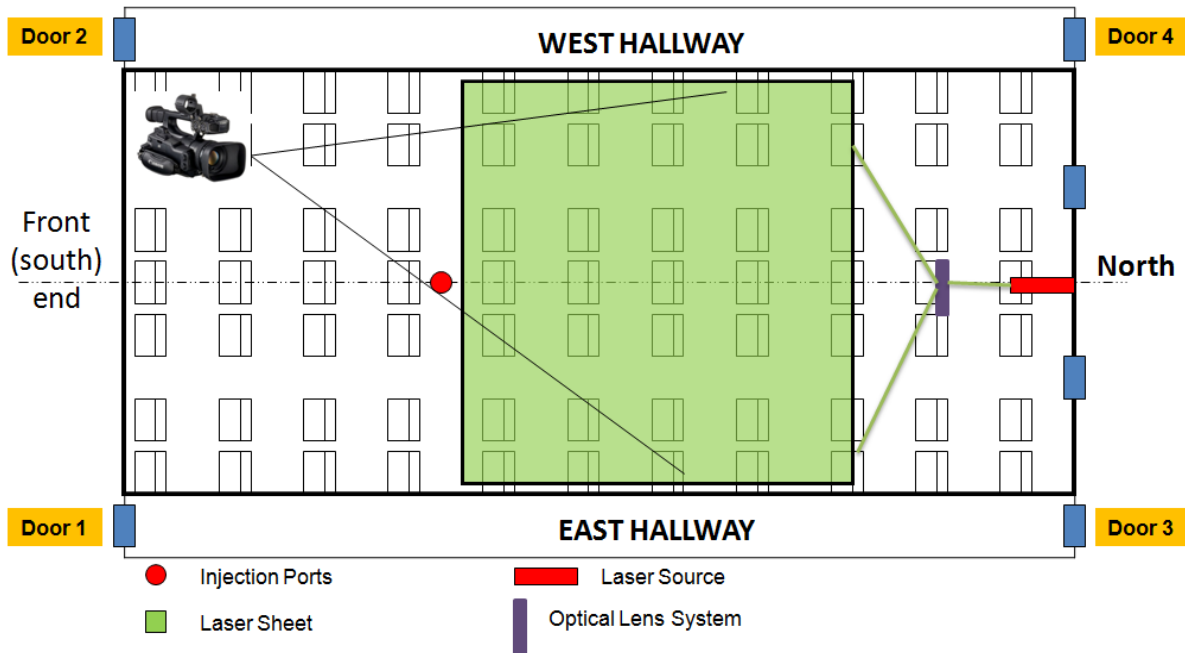 Door 2
WEST HALLWAY
Door 4
Front
(south)
end
North
Door 1
EAST HALLWAY
Door 3
Injection Ports
Laser Source
Laser Sheet
Optical Lens System